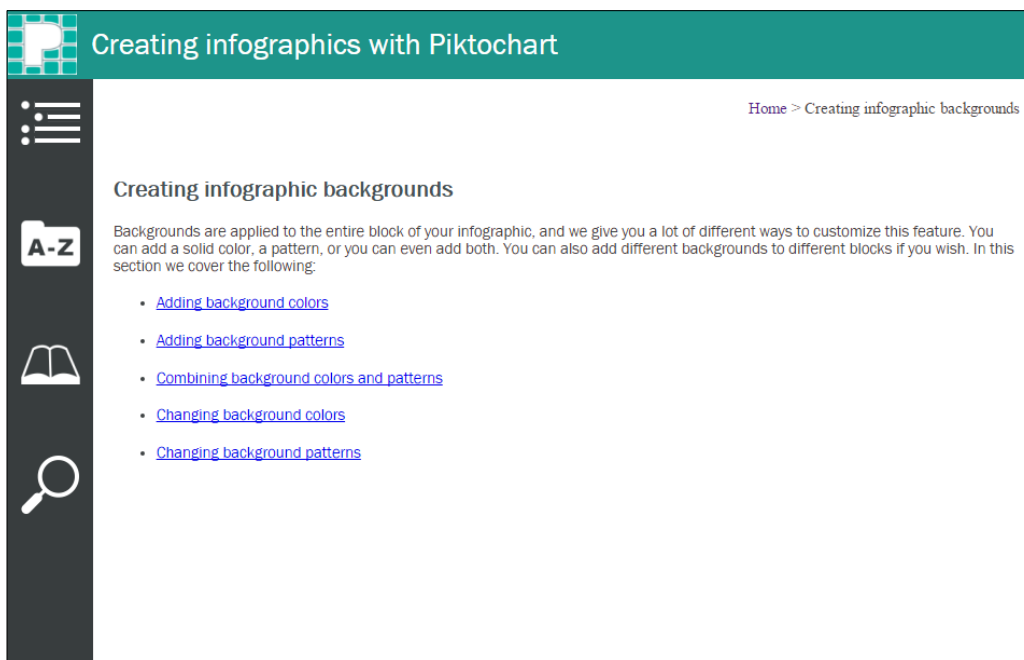 P
Creating infographics with Piktochart
Home > Creating infographic backgrounds
A-Z
Creating infographic backgrounds
Backgrounds are applied to the entire block of your infographic, and we give you a lot of different ways to customize this feature. You
can add a solid color, a pattern, or you can even add both. You can also add different backgrounds to different blocks if you wish. In this
section we cover the following:
• Adding background colors
• Adding background patterns
• Combining background colors and patterns
• Changing background colors
• Changing background patterns